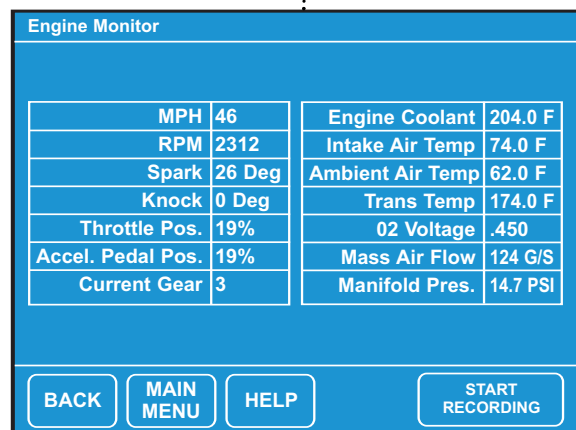 Engine Monitor
MPH 46
RPM 2312
Spark 26 Deg
Knock 0 Deg
Throttle Pos. 19%
Accel. Pedal Pos. 19%
Current Gear 3
Engine Coolant 204.0 F
Intake Air Temp 74.0 F
Ambient Air Temp 62.0 F
Trans Temp 174.0 F
02 Voltage .450
Mass Air Flow 124 G/S
Manifold Pres. 14.7 PSI
BACK
MAIN
MENU
HELP
START
RECORDING